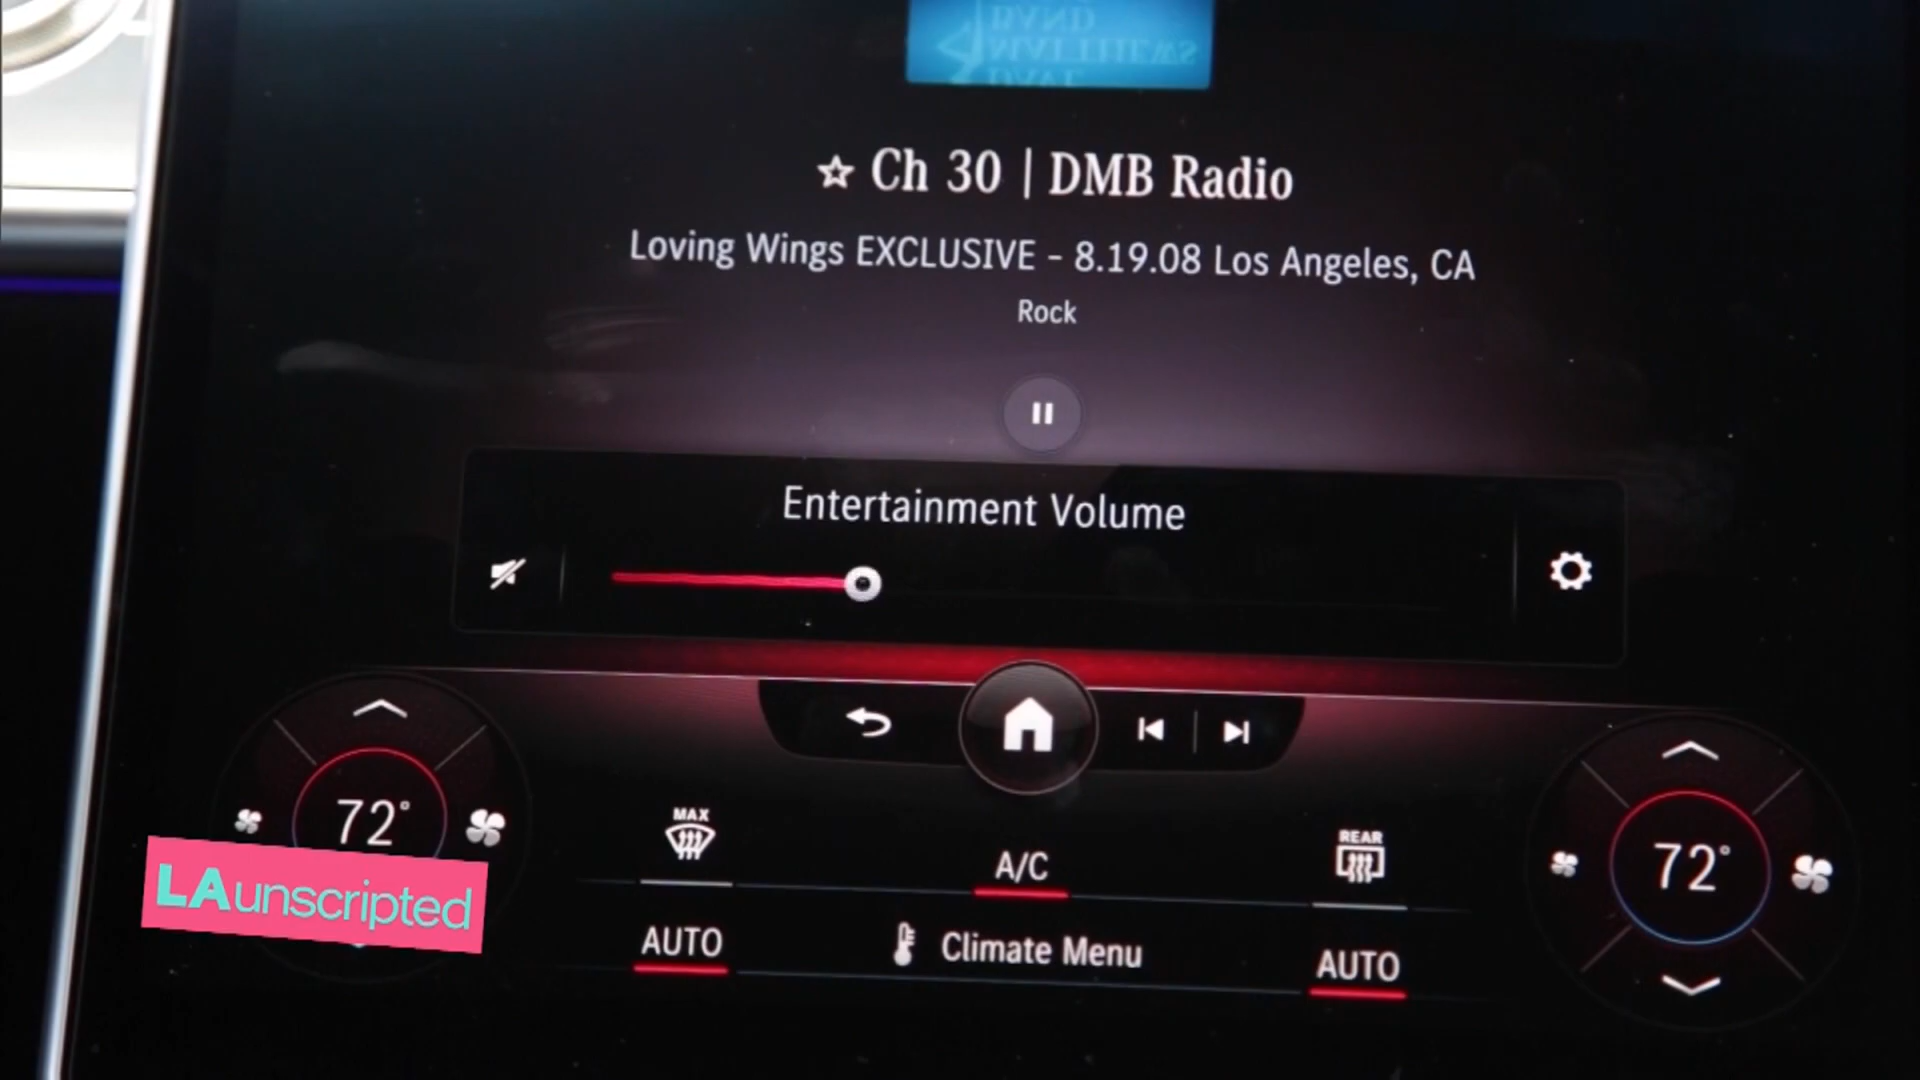 Ch 30 | DMB Radio
Loving Wings EXCLUSIVE - 8.19.08 Los Angeles, CA
Rock
Entertainment Volume
72°
MAX
A/C
REAR
72°
LAunscripted
AUTO
Climate Menu
AUTO